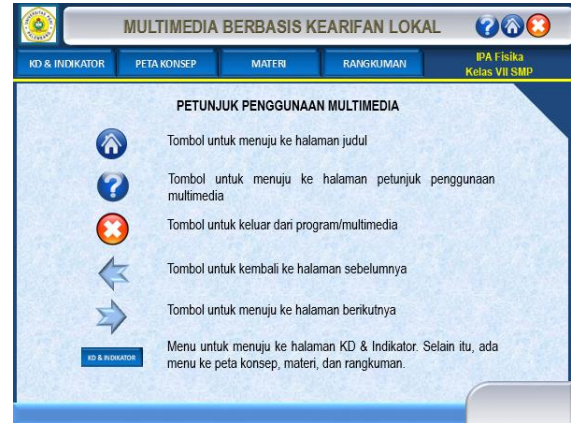 MULTIMEDIA BERBASIS KEARIFAN LOKAL
KD & INDIKATOR
PETA KONSEP
MATERI
RANGKUMAN
IPA Fisika
Kelas VII SMP
PETUNJUK PENGGUNAAN MULTIMEDIA
Tombol untuk menuju ke halaman judul
Tombol untuk menuju ke halaman petunjuk penggunaan
multimedia
Tombol untuk keluar dari program/multimedia
Tombol untuk kembali ke halaman sebelumnya
Tombol untuk menuju ke halaman berikutnya
KD & INDIKATOR
Menu untuk menuju ke halaman KD & Indikator. Selain itu, ada
menu ke peta konsep, materi, dan rangkuman.